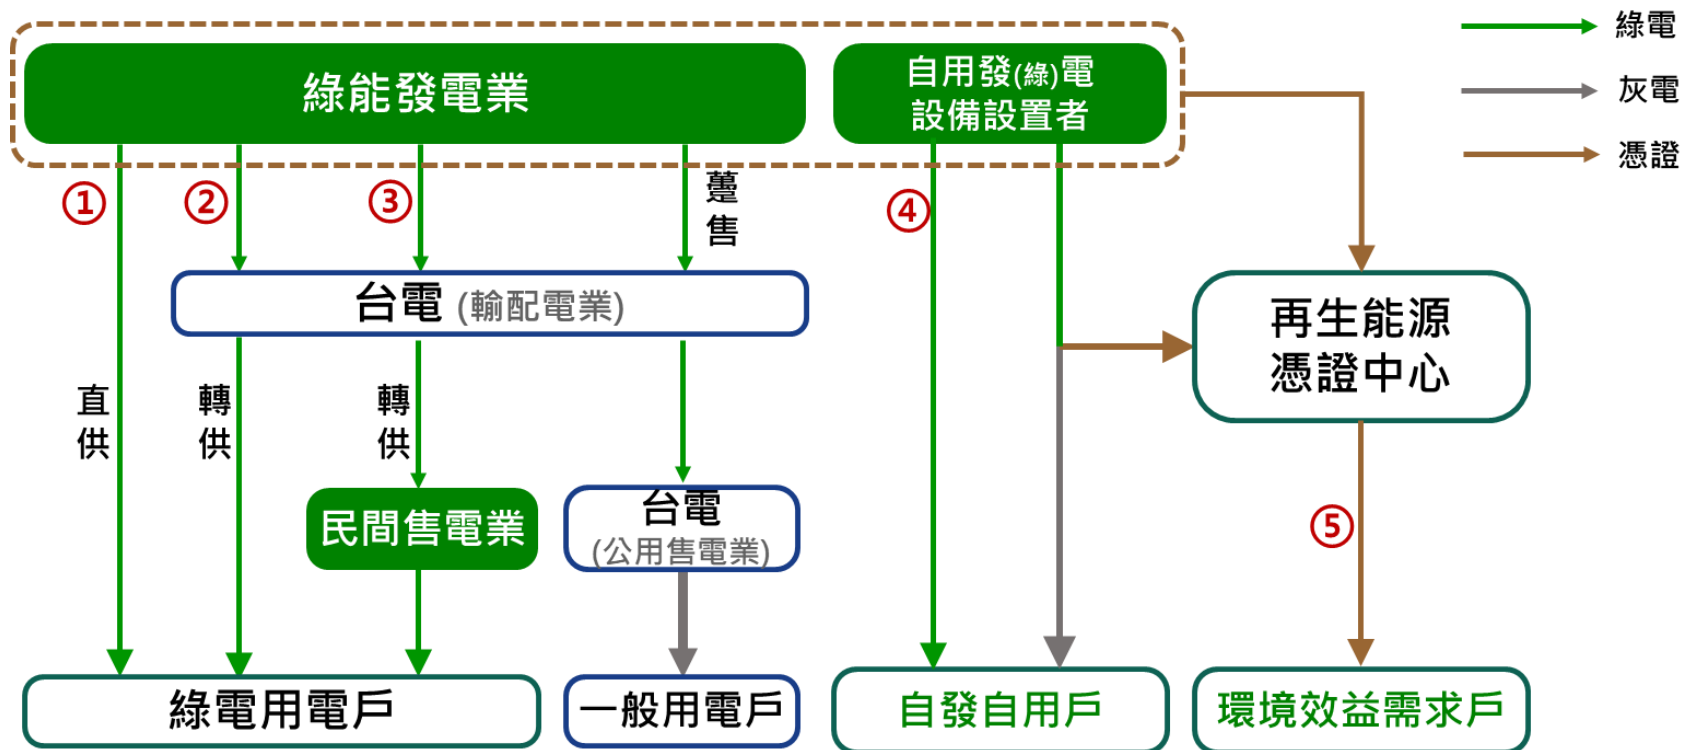 綠能發電業
自用發(綠)電
設備設置者
綠電
灰電
憑證
①
②
③
躉售
④
台電 (輸配電業)
再生能源
憑證中心
直供
轉供
轉供
民間售電業
台電
(公用售電業)
⑤
綠電用電戶
一般用電戶
自發自用戶
環境效益需求戶